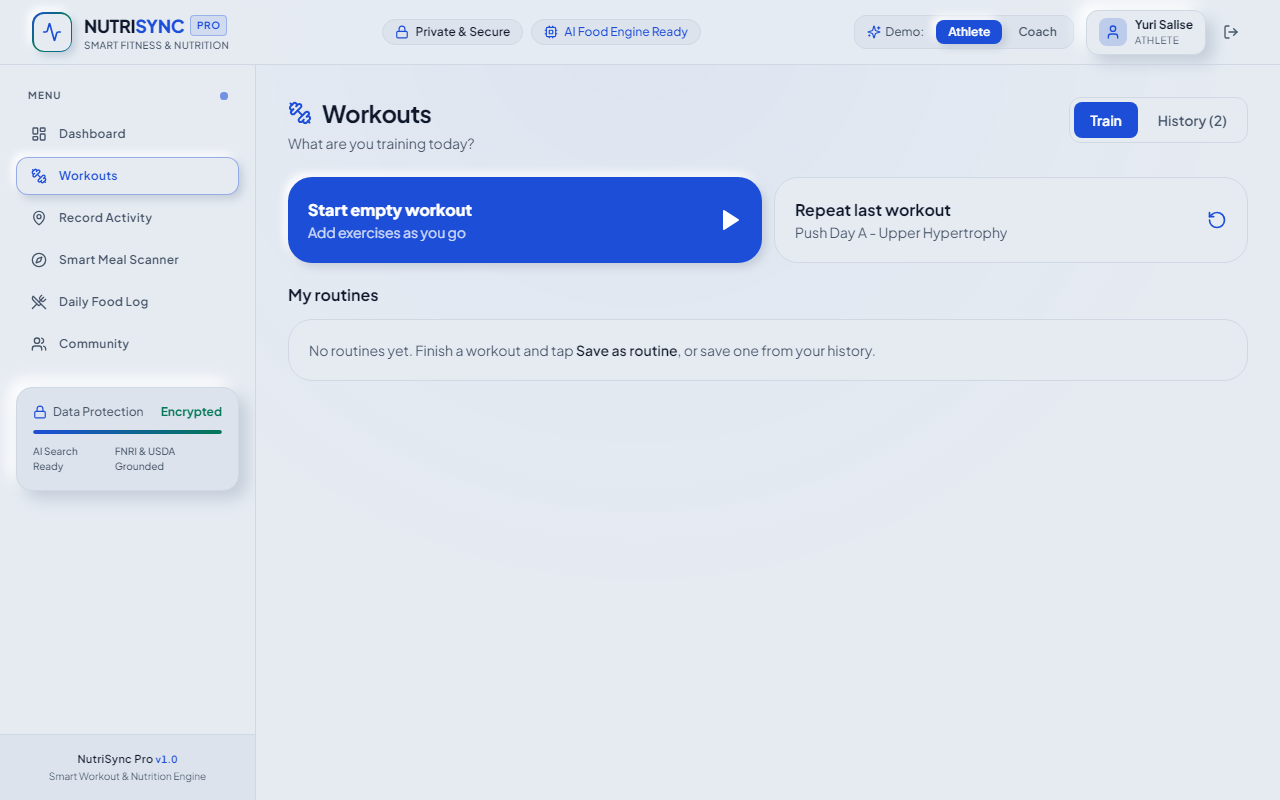 NUTRISYNC PRO
SMART FITNESS & NUTRITION
Private & Secure
AI Food Engine Ready
Demo:
Athlete
Coach
Yuri Salise
ATHLETE
MENU
Dashboard
Workouts
Record Activity
Smart Meal Scanner
Daily Food Log
Community
Data Protection
Encrypted
AI Search
Ready
FNRI & USDA
Grounded
NutriSync Pro v1.0
Smart Workout & Nutrition Engine
Workouts
What are you training today?
Train
History (2)
Start empty workout
Add exercises as you go
Repeat last workout
Push Day A - Upper Hypertrophy
My routines
No routines yet. Finish a workout and tap Save as routine, or save one from your history.